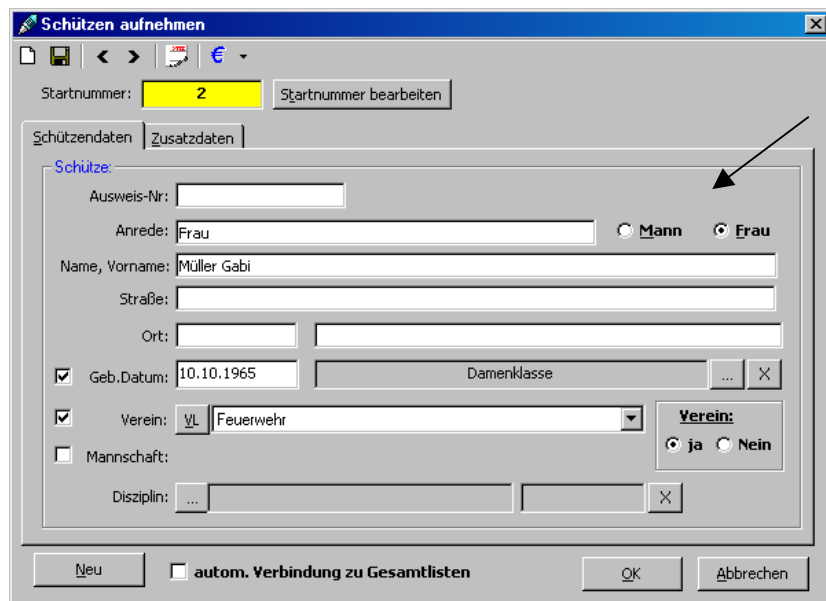 Schützen aufnehmen
Startnummer: 2 Startnummer bearbeiten
Schützendaten Zusatzdaten
Schütze:
Ausweis-Nr:
Anrede: Frau Mann Frau
Name, Vorname: Müller Gabi
Straße:
Ort:
Geb.Datum: 10.10.1965 Damenklasse ... X
Verein: VL Feuerwehr Verein:
ja Nein
Mannschaft:
Disziplin: ... X
Neu autom. Verbindung zu Gesamtlisten OK Abbrechen